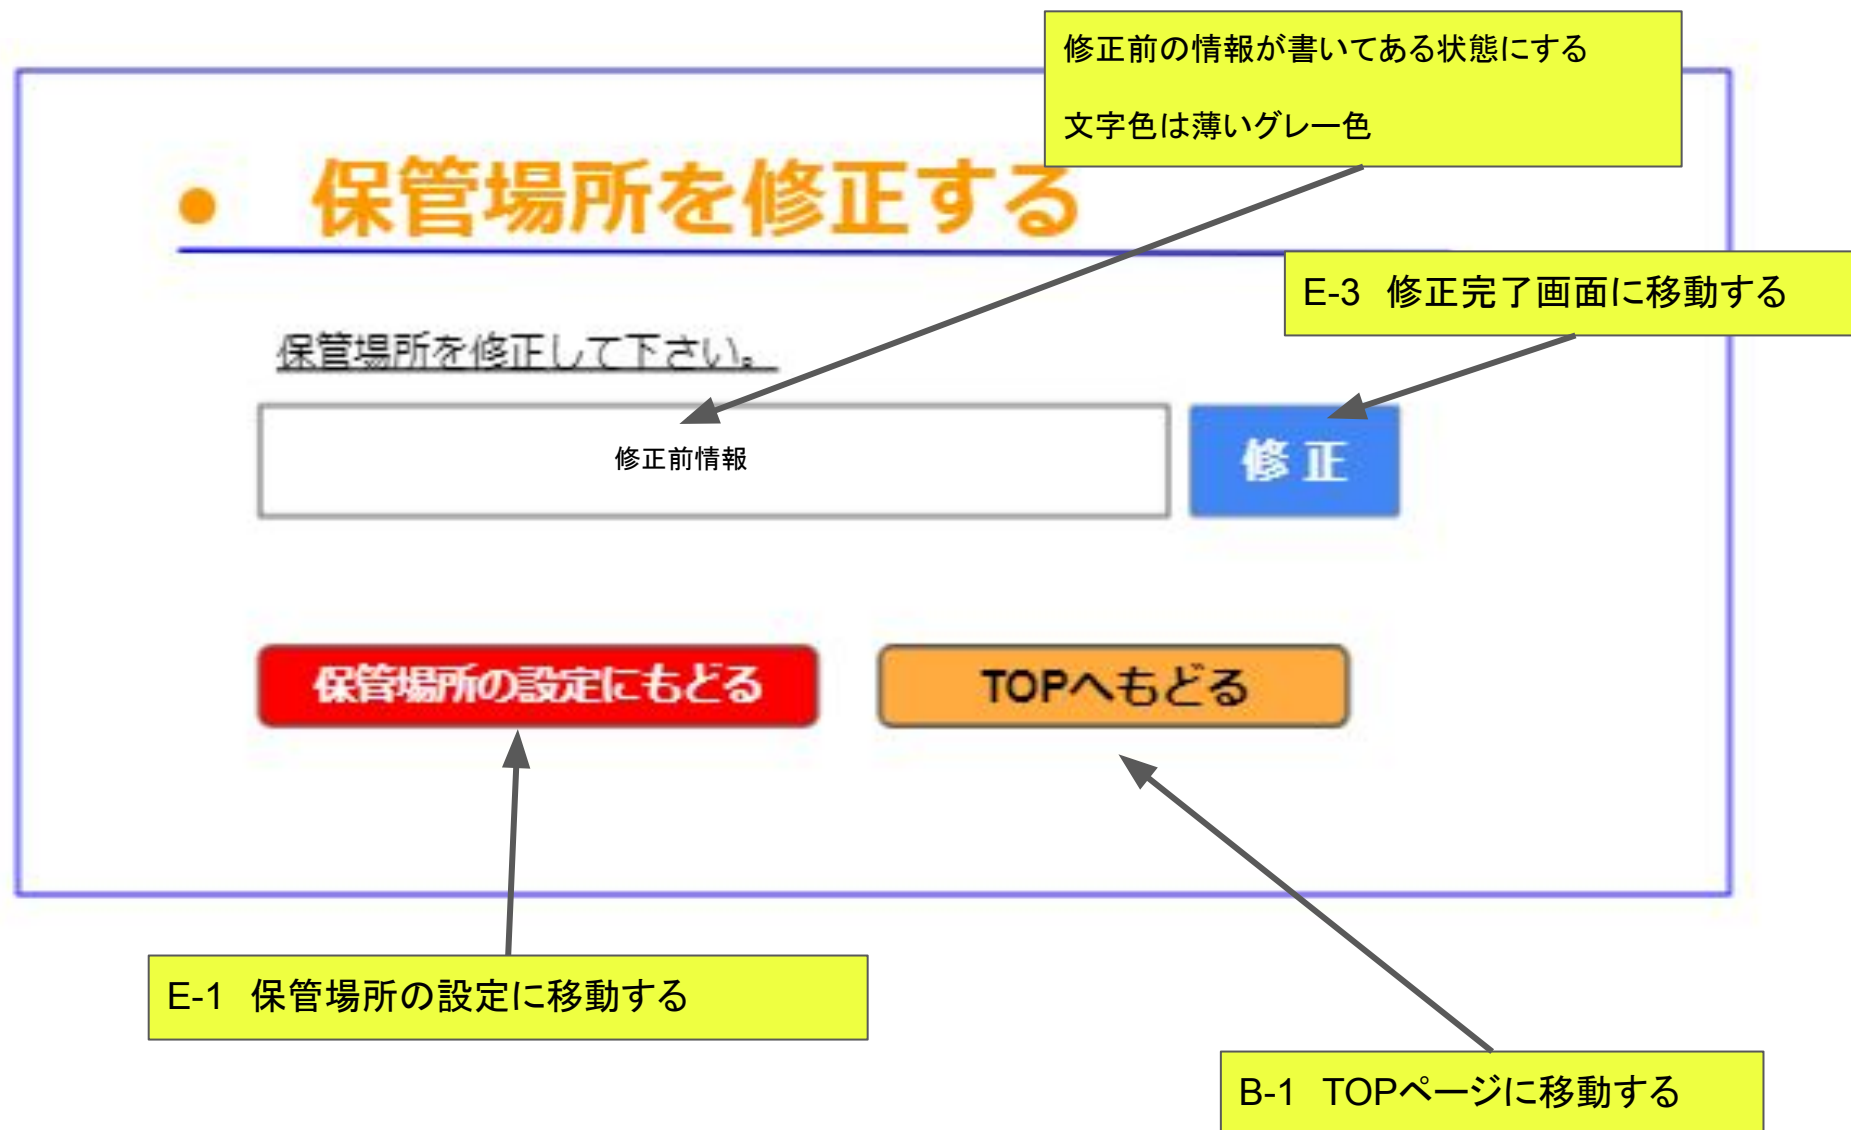 修正前の情報が書いてある状態にする
文字色は薄いグレー色
● 保管場所を修正する
E-3 修正完了画面に移動する
保管場所を修正して下さい。
修正前情報
修 正
保管場所の設定にもどる
TOPへもどる
E-1 保管場所の設定に移動する
B-1 TOPページに移動する